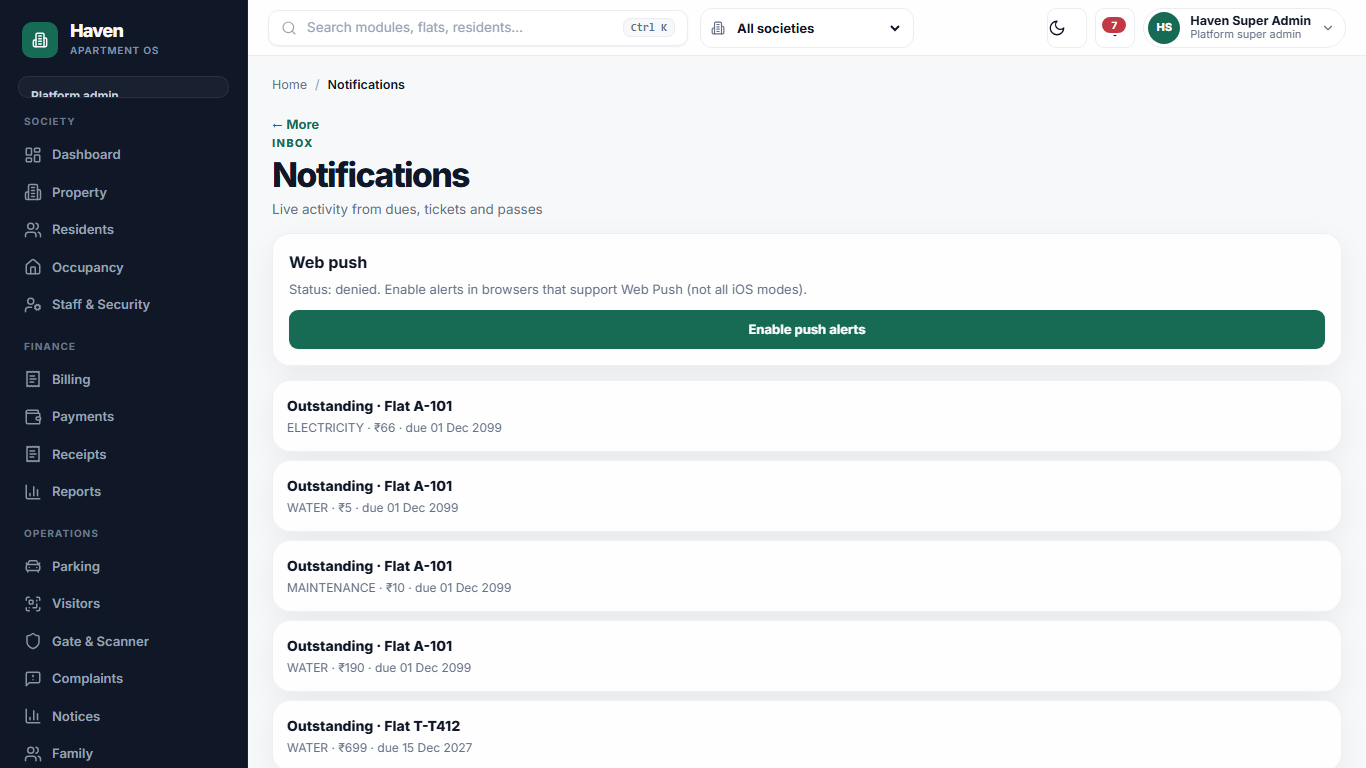 Haven
APARTMENT OS
Platform admin
SOCIETY
Dashboard
Property
Residents
Occupancy
Staff & Security
FINANCE
Billing
Payments
Receipts
Reports
OPERATIONS
Parking
Visitors
Gate & Scanner
Complaints
Notices
Family
Search modules, flats, residents...
Ctrl K
All societies
7
HS
Haven Super Admin
Platform super admin
Home / Notifications
← More
INBOX
Notifications
Live activity from dues, tickets and passes
Web push
Status: denied. Enable alerts in browsers that support Web Push (not all iOS modes).
Enable push alerts
Outstanding · Flat A-101
ELECTRICITY · ₹66 · due 01 Dec 2099
Outstanding · Flat A-101
WATER · ₹5 · due 01 Dec 2099
Outstanding · Flat A-101
MAINTENANCE · ₹10 · due 01 Dec 2099
Outstanding · Flat A-101
WATER · ₹190 · due 01 Dec 2099
Outstanding · Flat T-T412
WATER · ₹699 · due 15 Dec 2027